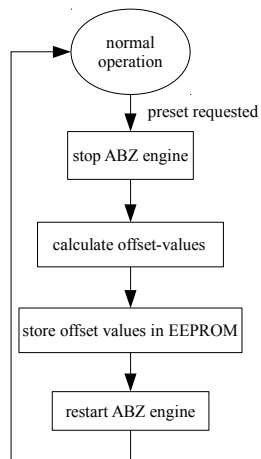 normal
operation
preset requested
stop ABZ engine
calculate offset-values
store offset values in EEPROM
restart ABZ engine